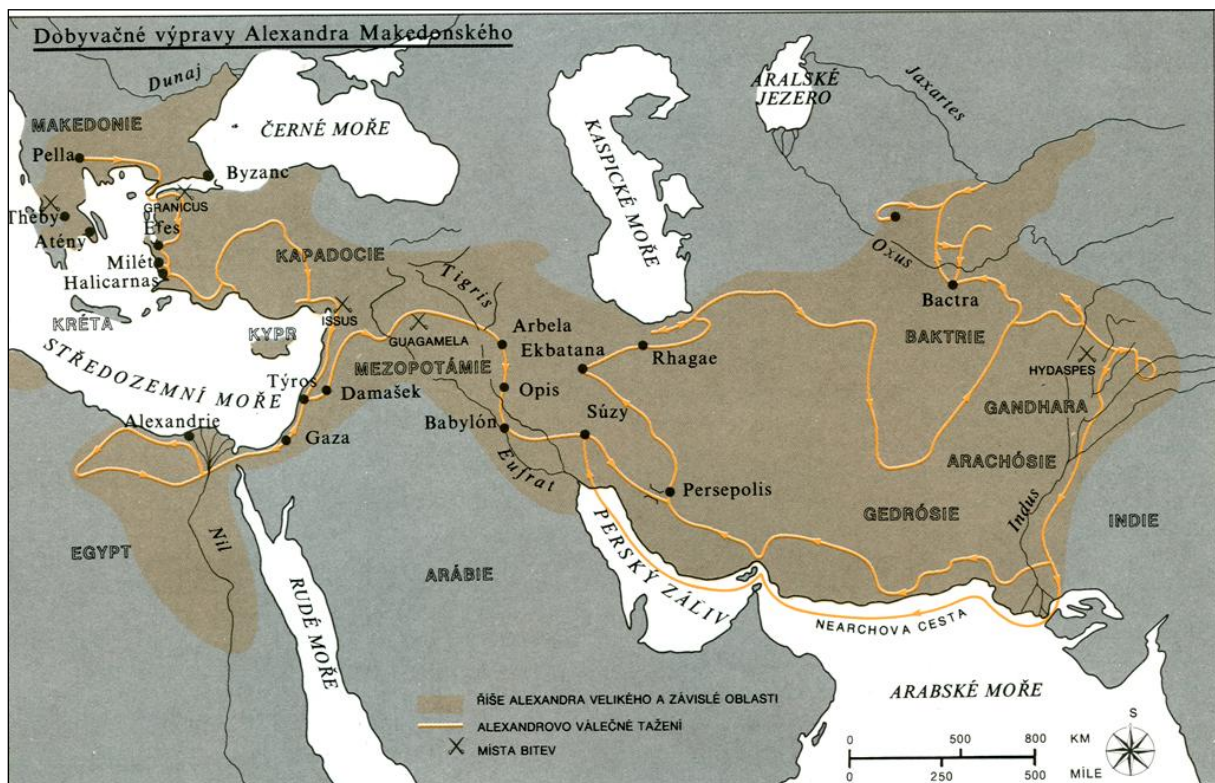 Dobyvačné výpravy Alexandra Makedonského
Dunaj
MAKEDONIE
Pella
ČERNÉ MOŘE
Byzanc
GRANICUS
Théby
Atény
Efes
Milét
Halicarnas
KAPADOCIE
KRÉTA
KYPR
ISSUS
STŘEDOZEMNÍ MOŘE
Tigris
GUAGAMELA
MEZOPOTÁMIE
Týros
Damašek
Alexandrie
Gaza
EGYPT
Nil
RUDÉ MOŘE
ARÁBIE
KASPICKÉ MOŘE
ARALSKÉ
JEZERO
Jaxartes
Oxus
Bactra
BAKTRIE
Arbela
Ekbatana
Rhagae
Opis
Súzy
Babylón
Eufrat
Persepolis
PERSKÝ ZÁLIV
HYDASPES
GANDHARA
ARACHÓSIE
GEDRÓSIE
Indus
INDIE
NEARCHOVA CESTA
ARABSKÉ MOŘE
ŘÍŠE ALEXANDRA VELIKÉHO A ZÁVISLÉ OBLASTI
ALEXANDROVO VÁLEČNÉ TAŽENÍ
MÍSTA BITEV
S
0 500 800 KM
0 250 500 MÍLE